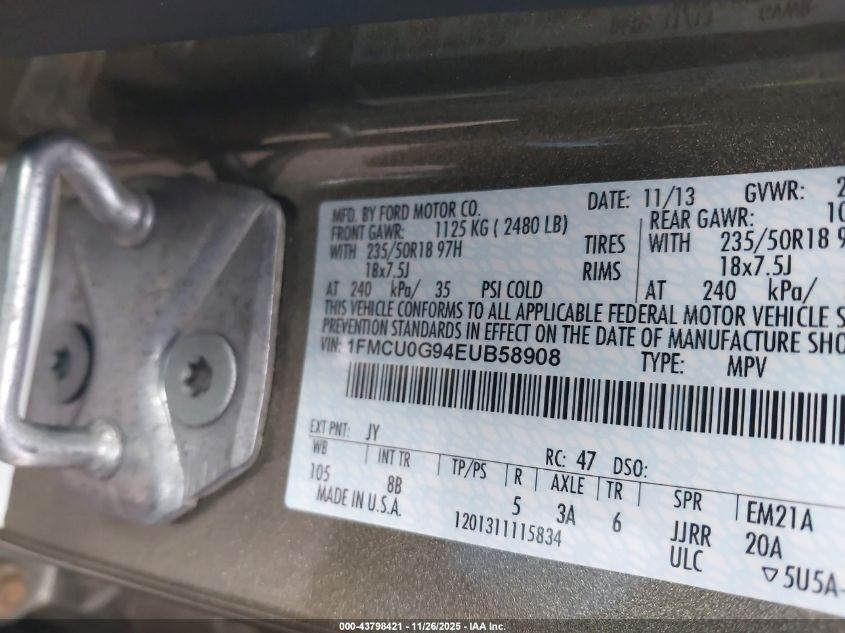 MFD. BY FORD MOTOR CO.
DATE: 11/13
GVWR:
FRONT GAWR: 1125 KG ( 2480 LB)
REAR GAWR:
WITH 235/50R18 97H TIRES
WITH 235/50R18
18x7.5J RIMS
18x7.5J
AT 240 kPa/ 35 PSI COLD
AT 240 kPa/
THIS VEHICLE CONFORMS TO ALL APPLICABLE FEDERAL MOTOR VEHICLE S
PREVENTION STANDARDS IN EFFECT ON THE DATE OF MANUFACTURE SHO
VIN: 1FMCU0G94EUB58908
TYPE: MPV
EXT PNT: JY
RC: 47 DSO:
WB INT TR TP/PS R AXLE TR SPR EM21A
105 8B 5 3A 6 JJRR 20A
MADE IN U.S.A. 1201311115834 ULC ▽5U5A-
000-43798421 - 11/26/2025 - IAA Inc.